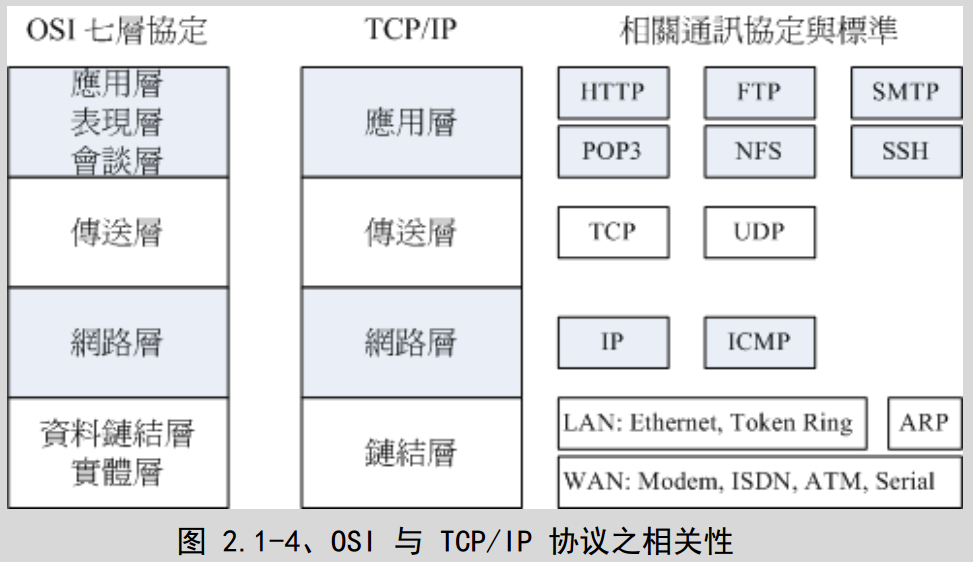 OSI 七層協定 TCP/IP 相關通訊協定與標準
應用層
表現層
會談層
應用層
HTTP FTP SMTP
POP3 NFS SSH
傳送層
傳送層
TCP UDP
網路層
網路層
IP ICMP
資料鏈結層
實體層
鏈結層
LAN: Ethernet, Token Ring ARP
WAN: Modem, ISDN, ATM, Serial
图 2.1-4、OSI 与 TCP/IP 协议之相关性